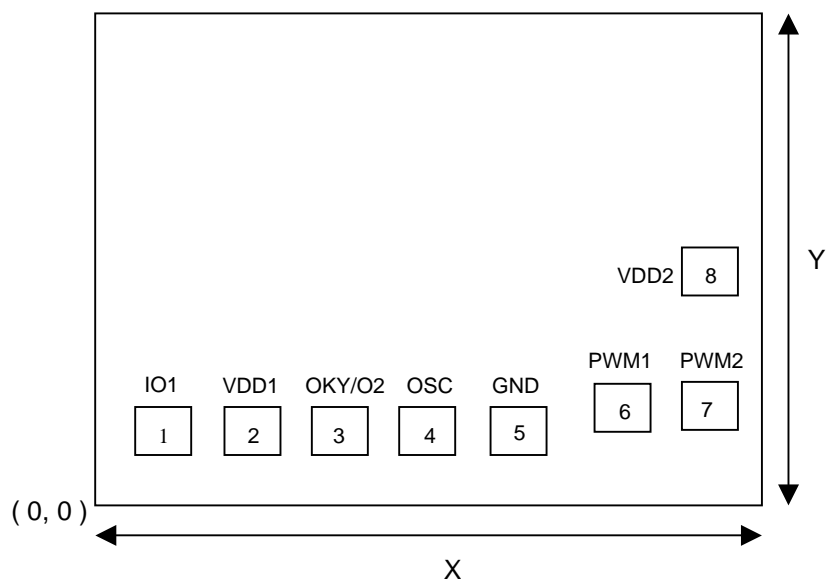 Y
VDD2 8
PWM1 PWM2
IO1 VDD1 OKY/O2 OSC GND
6 7
1 2 3 4 5
( 0, 0 )
X